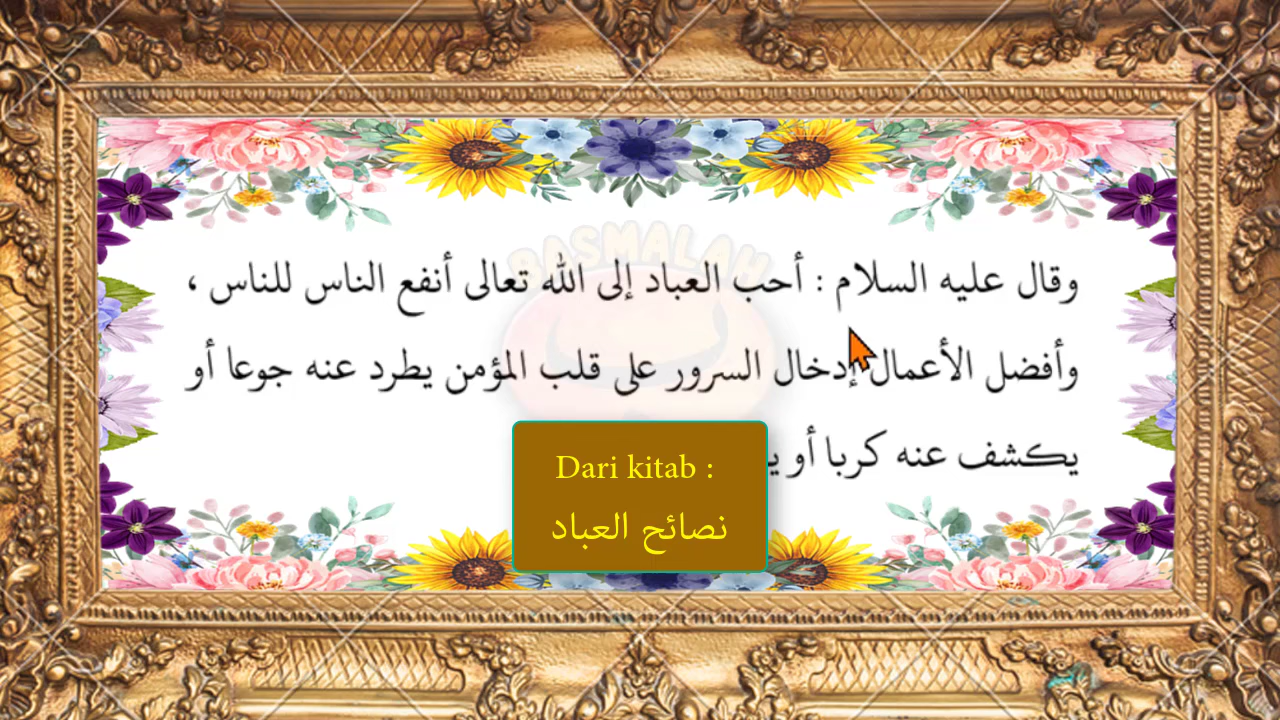 BASMALAH
وقال عليه السلام : أحب العباد إلى الله تعالى أنفع الناس للناس ،
وأفضل الأعمال إدخال السرور على قلب المؤمن يطرد عنه جوعا أو
يكشف عنه كربا أو
Dari kitab :
نصائح العباد